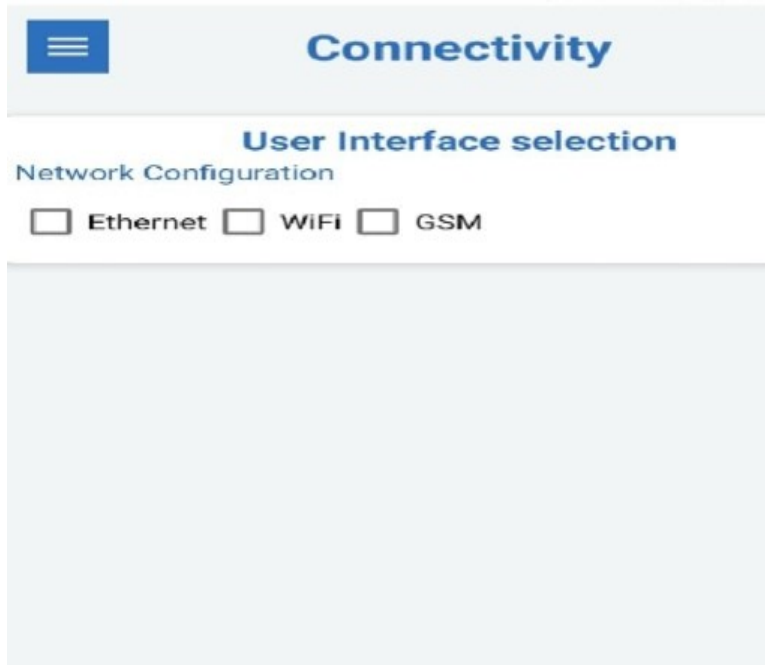 Connectivity
User Interface selection
Network Configuration
Ethernet WiFi GSM